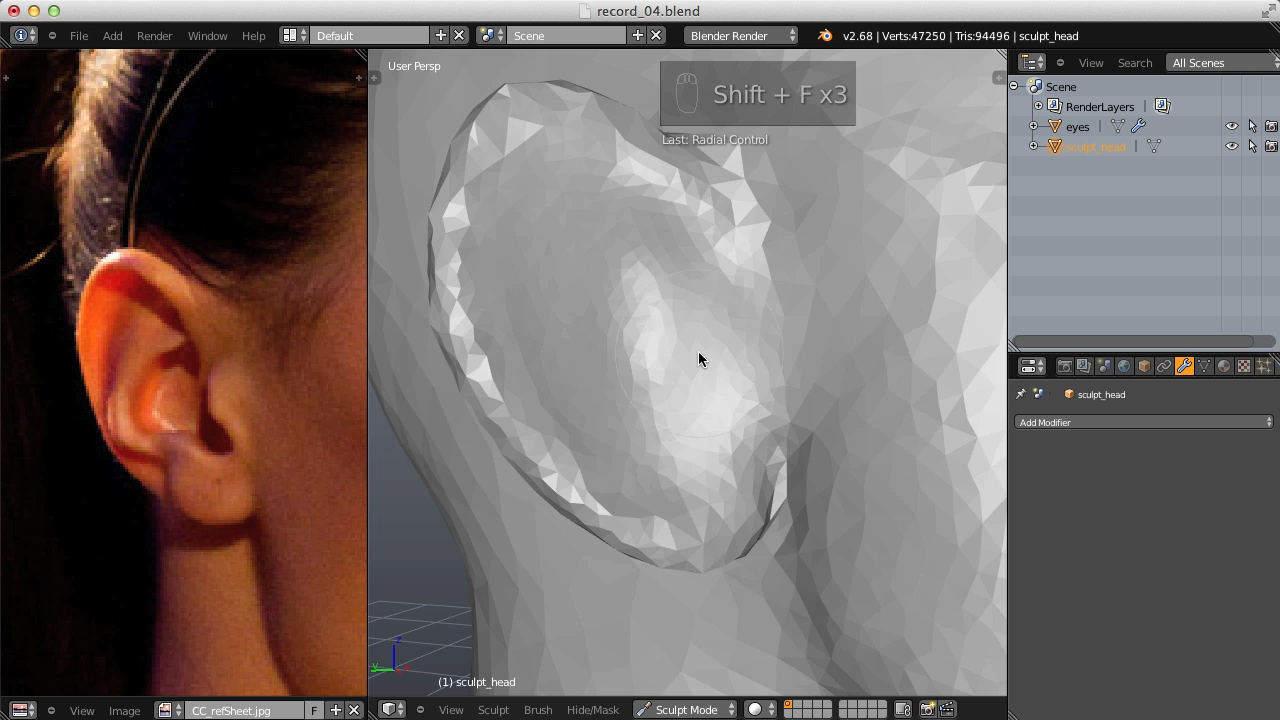 record_04.blend
File Add Render Window Help Default Scene Blender Render v2.68 | Verts:47250 | Tris:94496 | sculpt_head
User Persp
Shift + F x3
Last: Radial Control
View Search All Scenes
Scene
RenderLayers |
eyes |
sculpt_head |
sculpt_head
Add Modifier
z
y
(1) sculpt_head
View Image CC_refSheet.jpg F
View Sculpt Brush Hide/Mask Sculpt Mode